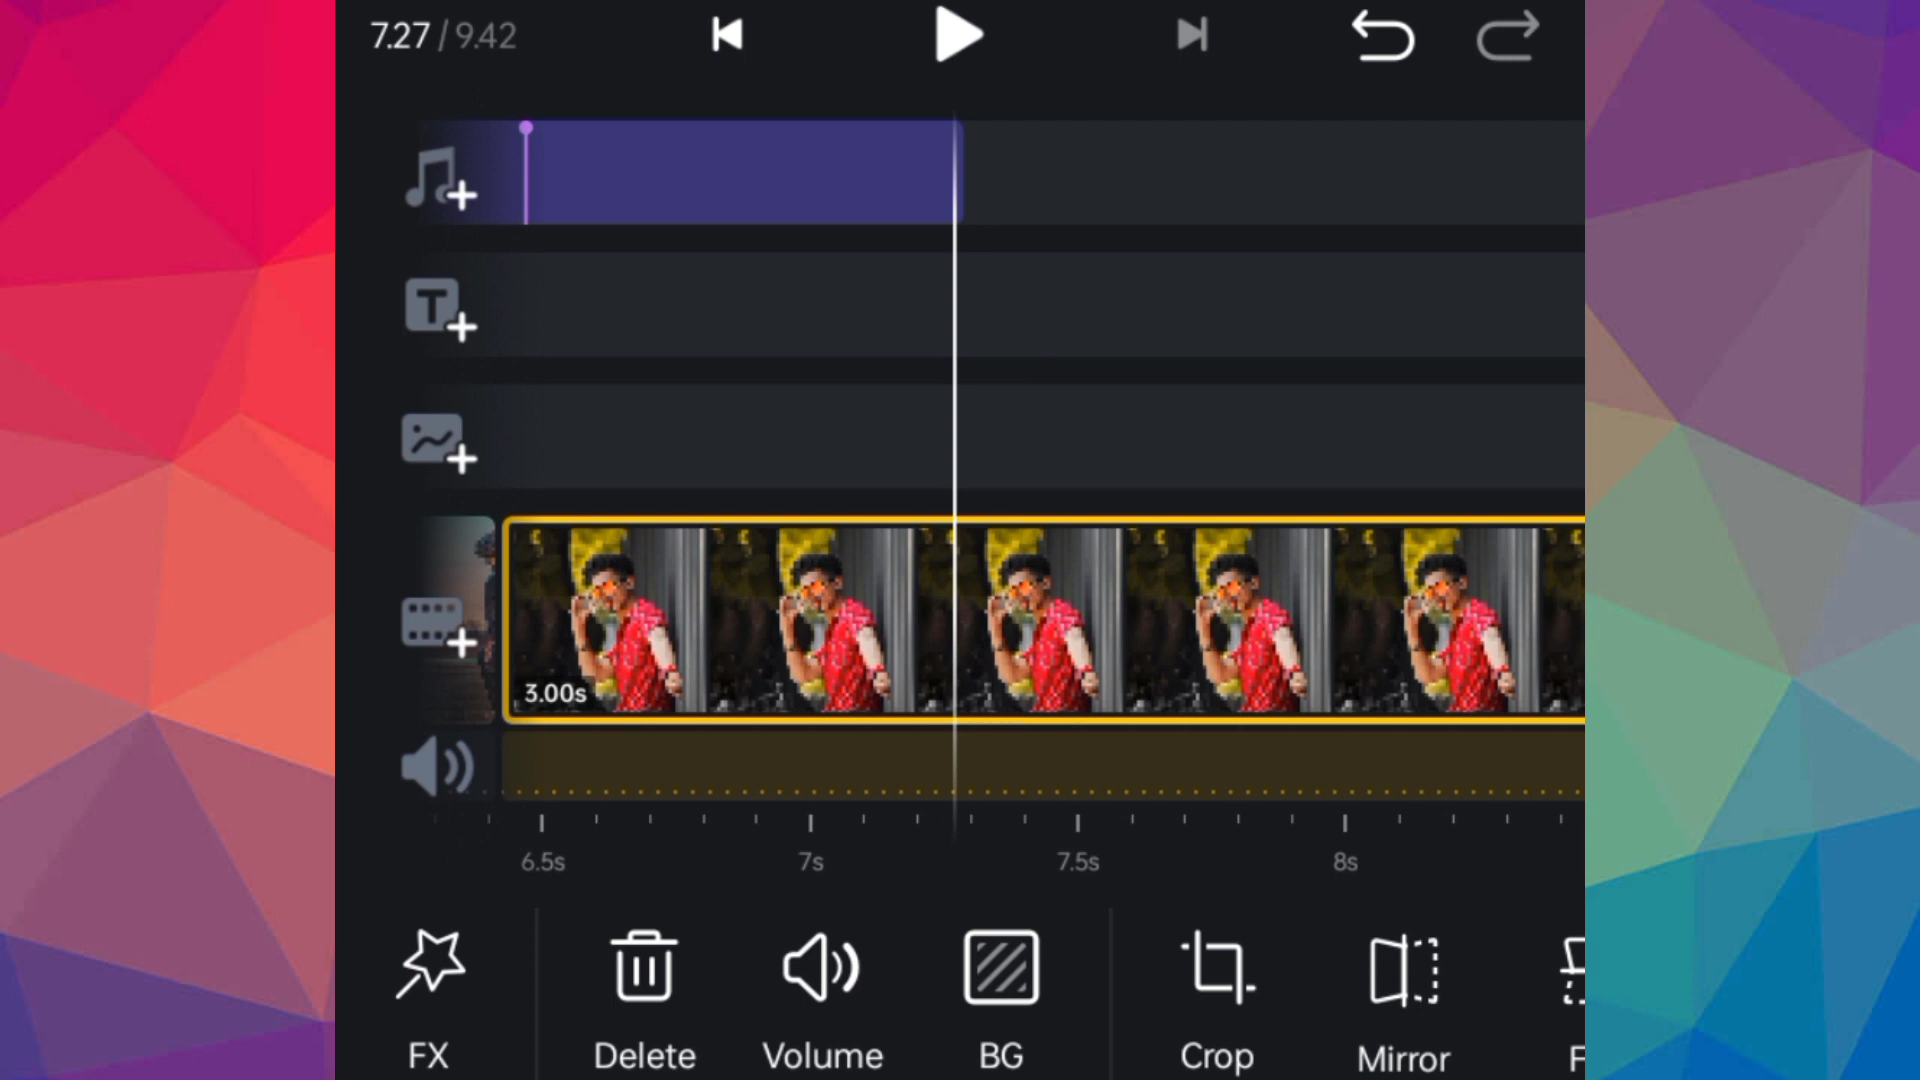 7.27 / 9.42
T
3.00s
6.5s 7s 7.5s 8s
FX Delete Volume BG Crop Mirror